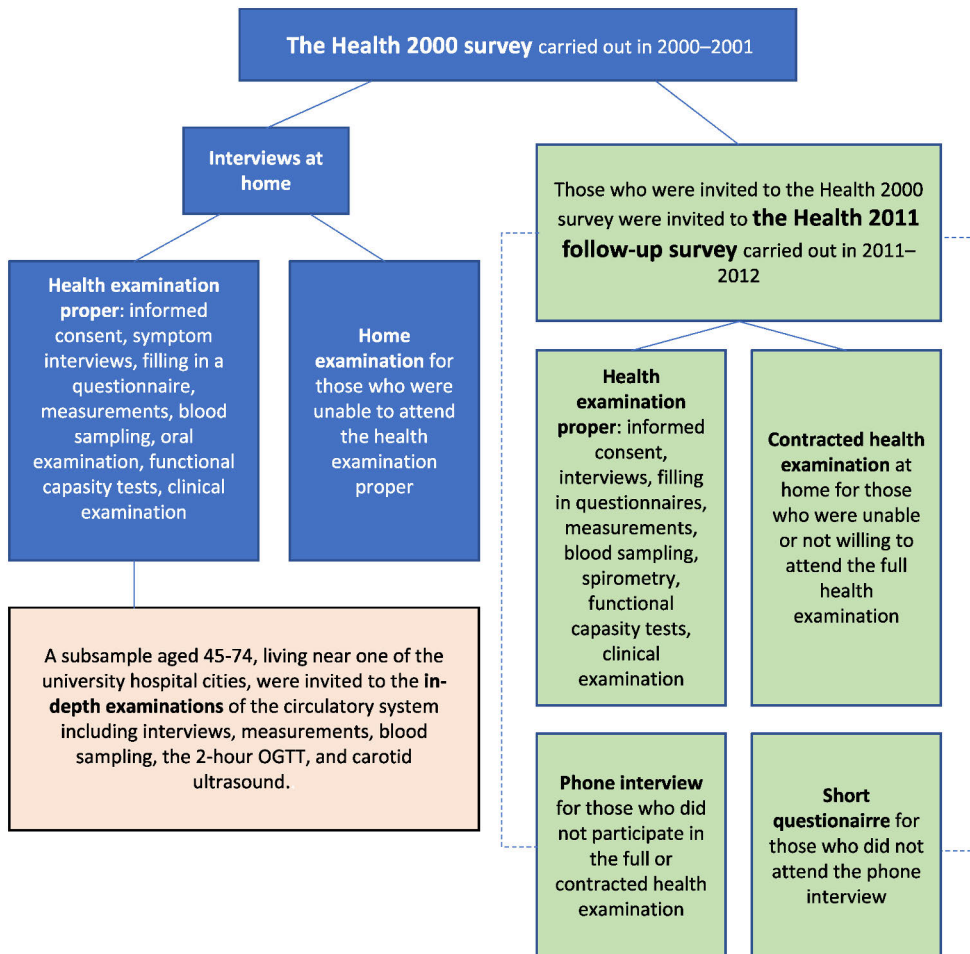 The Health 2000 survey carried out in 2000–2001
Interviews at
home
Health examination
proper: informed
consent, symptom
interviews, filling in a
questionnaire,
measurements, blood
sampling, oral
examination, functional
capasity tests, clinical
examination
Home
examination for
those who were
unable to attend
the health
examination
proper
A subsample aged 45-74, living near one of the
university hospital cities, were invited to the in-
depth examinations of the circulatory system
including interviews, measurements, blood
sampling, the 2-hour OGTT, and carotid
ultrasound.
Those who were invited to the Health 2000
survey were invited to the Health 2011
follow-up survey carried out in 2011–
2012
Health
examination
proper: informed
consent,
interviews, filling
in questionnaires,
measurements,
blood sampling,
spirometry,
functional
capasity tests,
clinical
examination
Contracted health
examination at
home for those
who were unable
or not willing to
attend the full
health
examination
Phone interview
for those who did
not participate in
the full or
contracted health
examination
Short
questionairre for
those who did not
attend the phone
interview